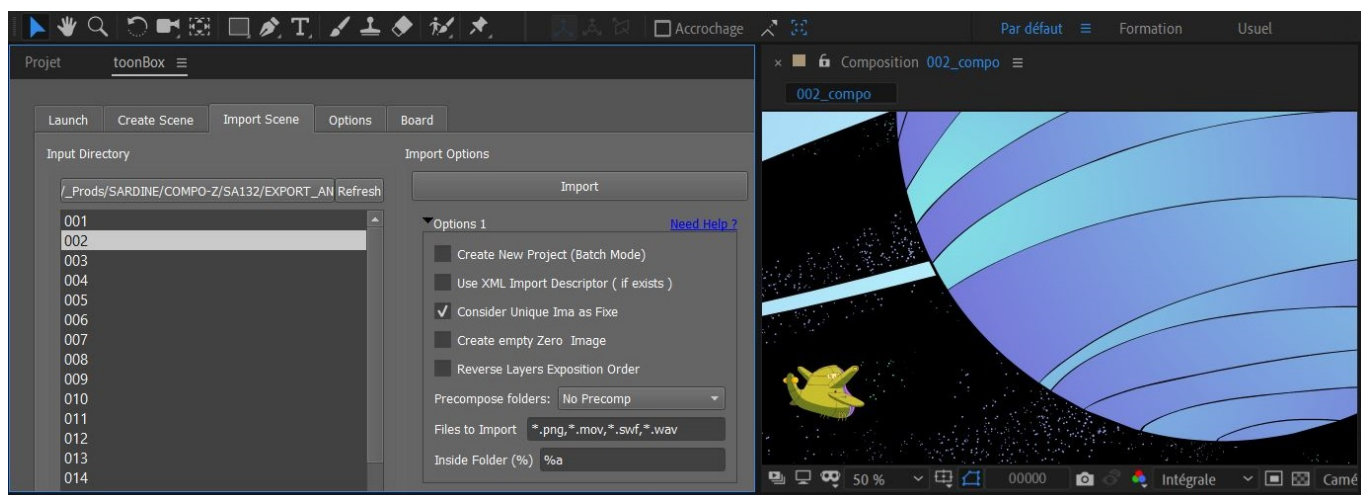 Accrochage
Par défaut
Formation
Usuel
Projet
toonBox
× Composition 002_compo
002_compo
Launch
Create Scene
Import Scene
Options
Board
Input Directory
/_Prods/SARDINE/COMPO-Z/SA132/EXPORT_AN
Refresh
001
002
003
004
005
006
007
008
009
010
011
012
013
014
Import Options
Import
Options 1
Need Help ?
Create New Project (Batch Mode)
Use XML Import Descriptor ( if exists )
Consider Unique Ima as Fixe
Create empty Zero Image
Reverse Layers Exposition Order
Precompose folders: No Precomp
Files to Import *.png,*.mov,*.swf,*.wav
Inside Folder (%) %a
50 %
00000
Intégrale
Camé